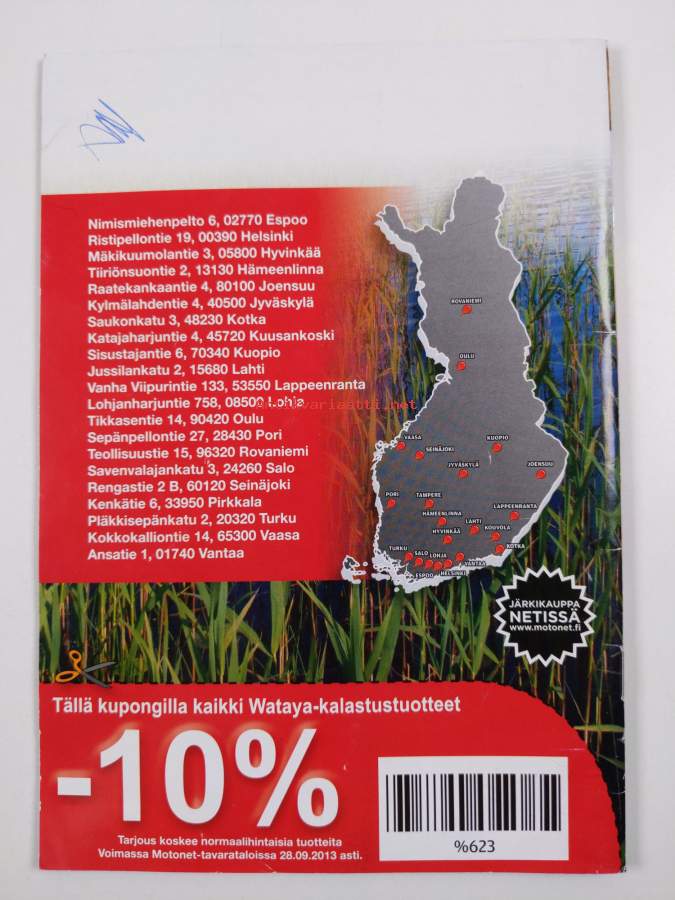 Nimismiehenpelto 6, 02770 Espoo
Ristipellontie 19, 00390 Helsinki
Mäkikuumolantie 3, 05800 Hyvinkää
Tiiriönsuontie 2, 13130 Hämeenlinna
Raatekankaantie 4, 80100 Joensuu
Kylmälahdentie 4, 40500 Jyväskylä
Saukonkatu 3, 48230 Kotka
Katajaharjuntie 4, 45720 Kuusankoski
Sisustajantie 6, 70340 Kuopio
Jussilankatu 2, 15680 Lahti
Vanha Viipurintie 133, 53550 Lappeenranta
Lohjanharjuntie 758, 08500 Lohja
Tikkasentie 14, 90420 Oulu
Sepänpellontie 27, 28430 Pori
Teollisuustie 15, 96320 Rovaniemi
Savenvalajankatu 3, 24260 Salo
Rengastie 2 B, 60120 Seinäjoki
Kenkätie 6, 33950 Pirkkala
Pläkkisepänkatu 2, 20320 Turku
Kokkokalliontie 14, 65300 Vaasa
Ansatie 1, 01740 Vantaa
ROVANIEMI
OULU
VAASA
SEINÄJOKI
KUOPIO
JYVÄSKYLÄ
JOENSUU
PORI
TAMPERE
HÄMEENLINNA
LAPPEENRANTA
LAHTI
KOUVOLA
HYVINKÄÄ
KOTKA
TURKU
SALO
LOHJA
VANTAA
ESPOO
HELSINKI
JÄRKIKAUPPA
NETISSÄ
www.motonet.fi
Tällä kupongilla kaikki Wataya-kalastustuotteet
-10%
Tarjous koskee normaalihintaisia tuotteita
Voimassa Motonet-tavarataloissa 28.09.2013 asti.
%623